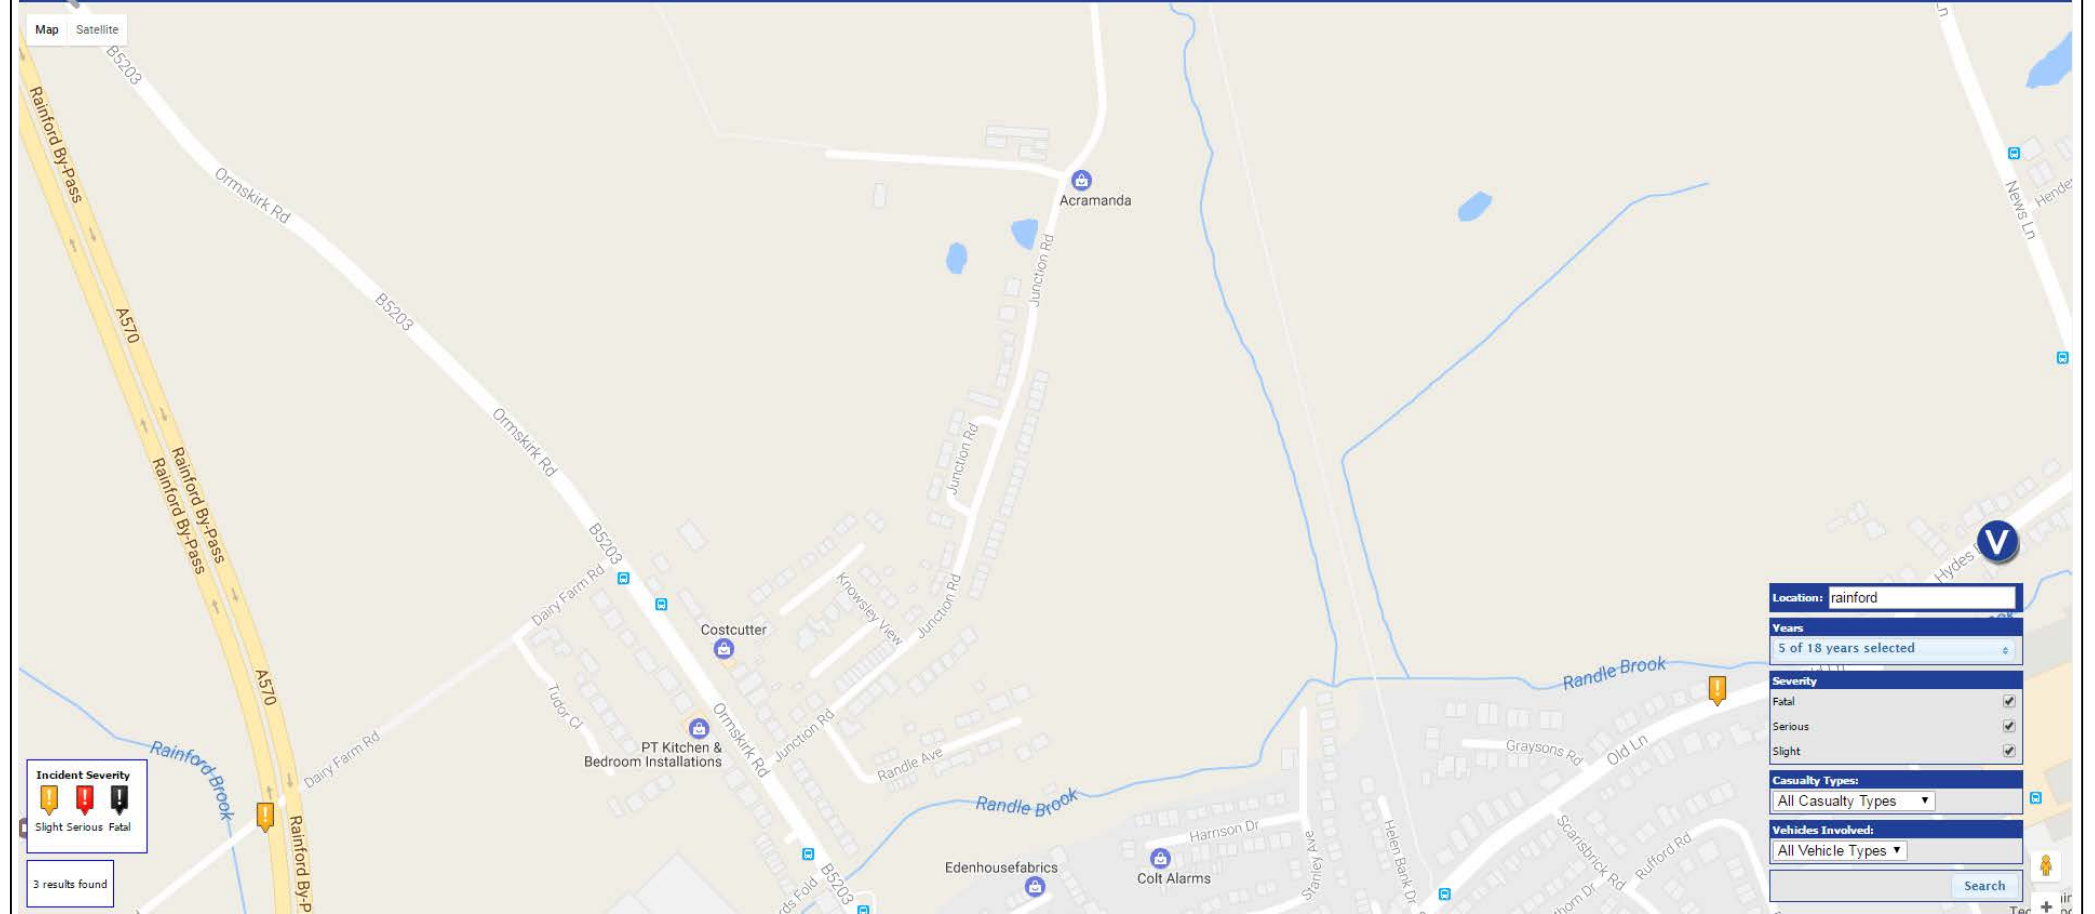 Map Satellite
B5203
Rainford By-Pass
Ormskirk Rd
Acramanda
News Ln
Junction Rd
B5203
A570
Ormskirk Rd
Junction Rd
Rainford By-Pass
Rainford By-Pass
B5203
Dairy Farm Rd
Knowsley View
Junction Rd
Hydes
Location: rainford
Years
5 of 18 years selected
Costcutter
Randle Brook
Severity
Fatal
Serious
Slight
A570
Tudor Cl
Ormskirk Rd
Junction Rd
PT Kitchen &
Bedroom Installations
Randle Ave
Graysons Rd
Old Ln
Dairy Farm Rd
Rainford Brook
Incident Severity
Slight Serious Fatal
Casualty Types:
All Casualty Types
Randle Brook
Harrison Dr
Stanley Ave
Helen Bank Dr
Scarisbrick Rd
Rufford Rd
Vehicles Involved:
All Vehicle Types
Rainford By-P
3 results found
Edenhousefabrics
Colt Alarms
B5203
Search